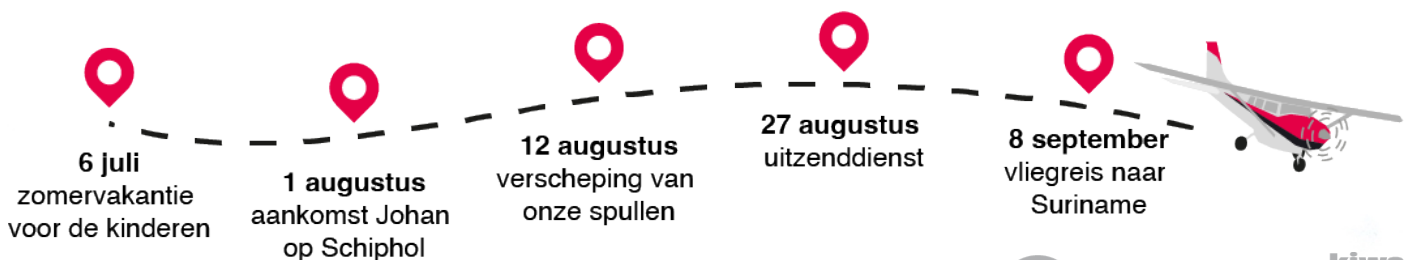 6 juli
zomervakantie
voor de kinderen
1 augustus
aankomst Johan
op Schiphol
12 augustus
verscheping van
onze spullen
27 augustus
uitzenddienst
8 september
vliegreis naar
Suriname